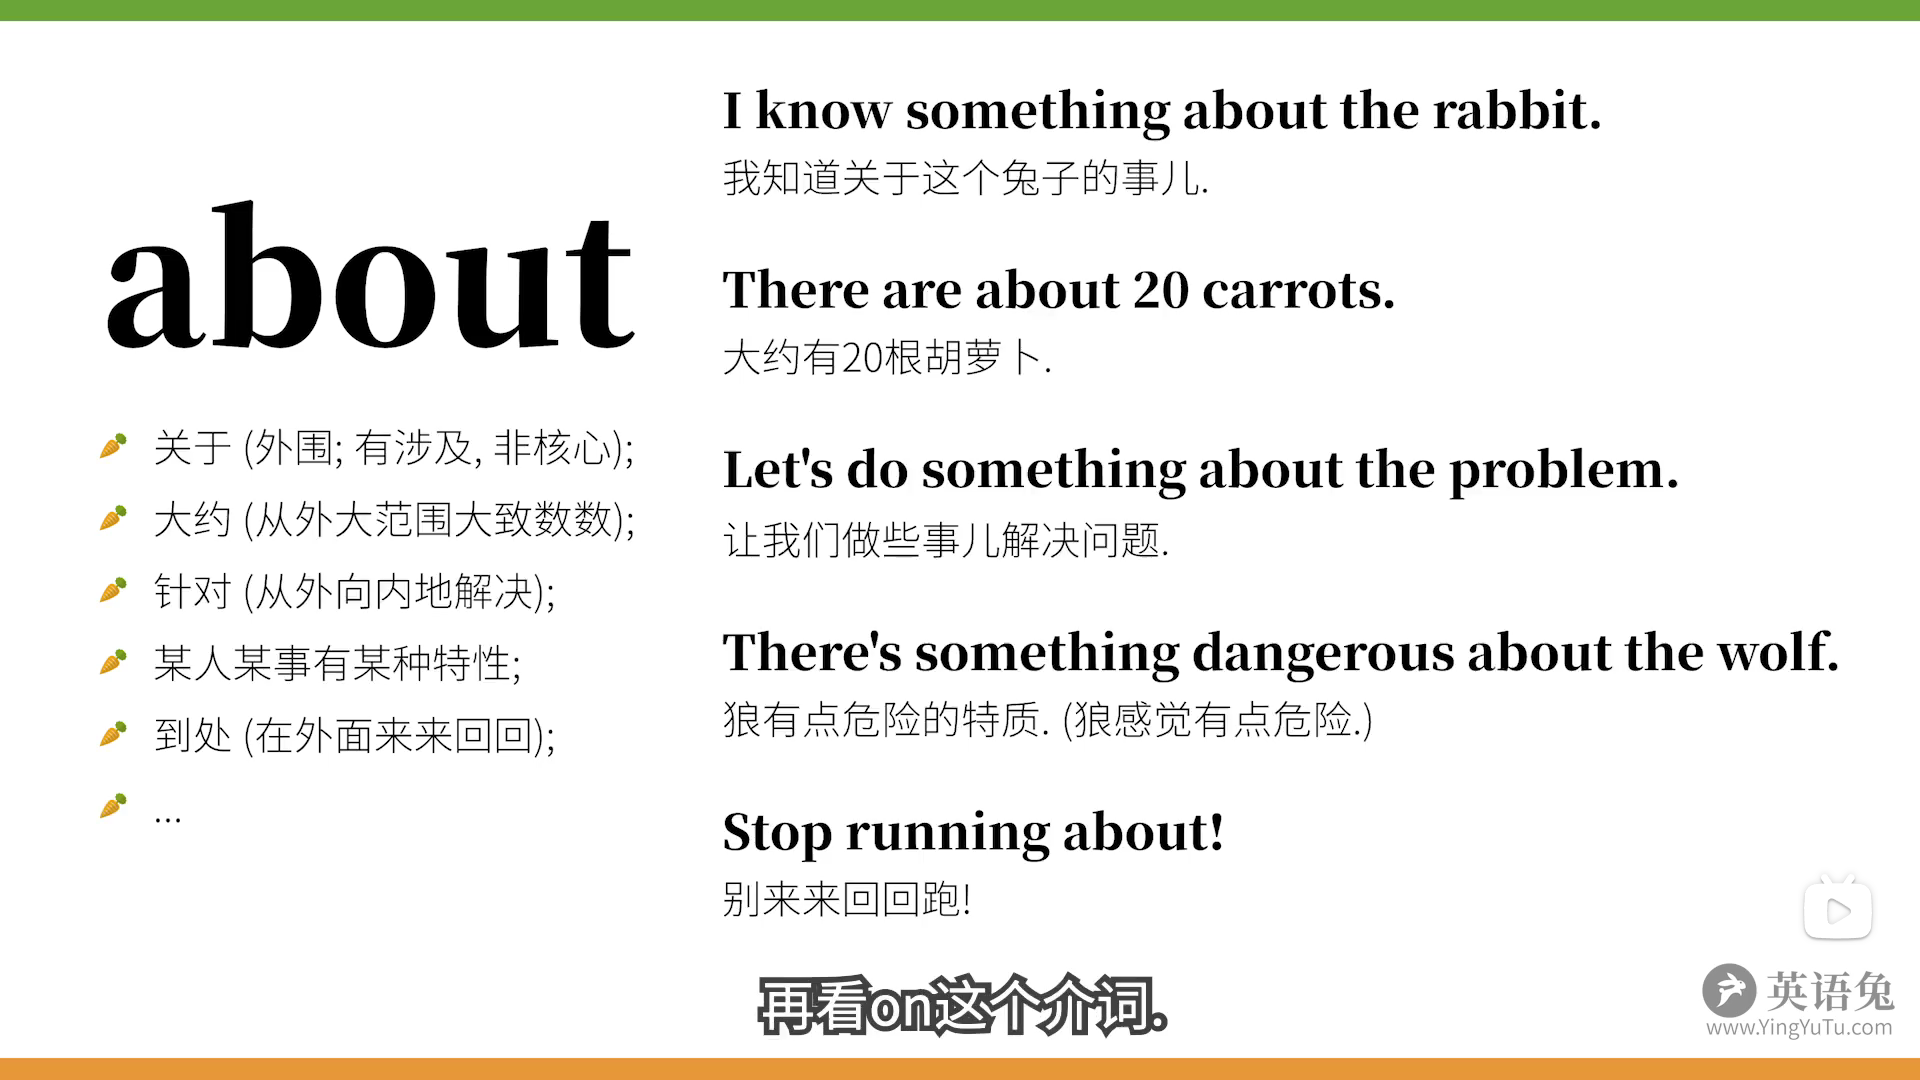 about
关于 (外围; 有涉及, 非核心);
大约 (从外大范围大致数数);
针对 (从外向内地解决);
某人某事有某种特性;
到处 (在外面来来回回);
...
I know something about the rabbit.
我知道关于这个兔子的事儿.
There are about 20 carrots.
大约有20根胡萝卜.
Let's do something about the problem.
让我们做些事儿解决问题.
There's something dangerous about the wolf.
狼有点危险的特质. (狼感觉有点危险.)
Stop running about!
别来来回回跑!
再看on这个介词.
英语兔
www.YingYuTu.com